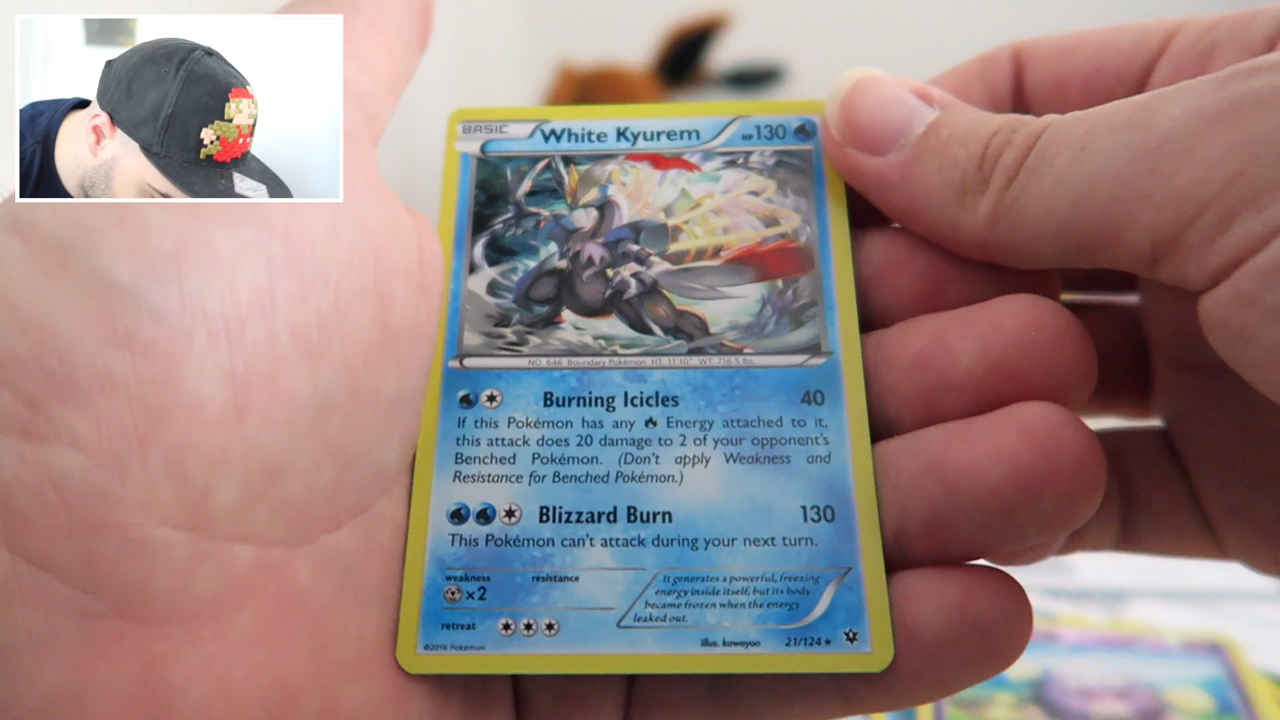 BASIC White Kyurem HP 130
NO. 646 Boundary Pokémon HT: 11'10" WT: 716.5 lbs.
Burning Icicles 40
If this Pokémon has any Energy attached to it,
this attack does 20 damage to 2 of your opponent's
Benched Pokémon. (Don't apply Weakness and
Resistance for Benched Pokémon.)
Blizzard Burn 130
This Pokémon can't attack during your next turn.
weakness resistance
×2
It generates a powerful, freezing
energy inside itself, but its body
became frozen when the energy
leaked out.
retreat
©2016 Pokémon Illus. kawayoo 21/124